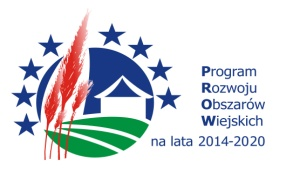 Program
Rozwoju
Obszarów
Wiejskich
na lata 2014-2020